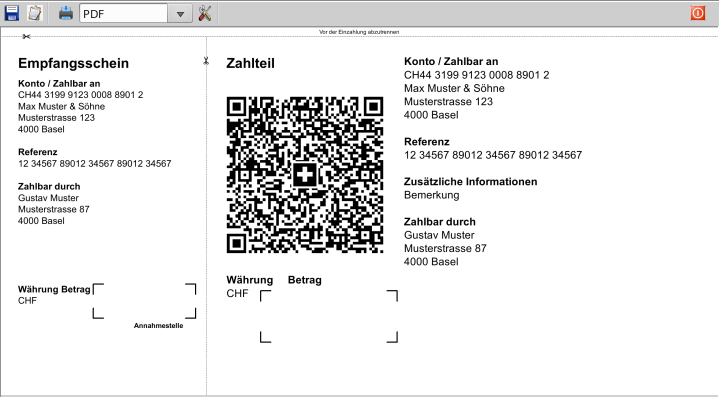 PDF
Vor der Einzahlung abzutrennen
Empfangsschein
Konto / Zahlbar an
CH44 3199 9123 0008 8901 2
Max Muster & Söhne
Musterstrasse 123
4000 Basel
Referenz
12 34567 89012 34567 89012 34567
Zahlbar durch
Gustav Muster
Musterstrasse 87
4000 Basel
Währung Betrag
CHF
Annahmestelle
Zahlteil
Währung Betrag
CHF
Konto / Zahlbar an
CH44 3199 9123 0008 8901 2
Max Muster & Söhne
Musterstrasse 123
4000 Basel
Referenz
12 34567 89012 34567 89012 34567
Zusätzliche Informationen
Bemerkung
Zahlbar durch
Gustav Muster
Musterstrasse 87
4000 Basel